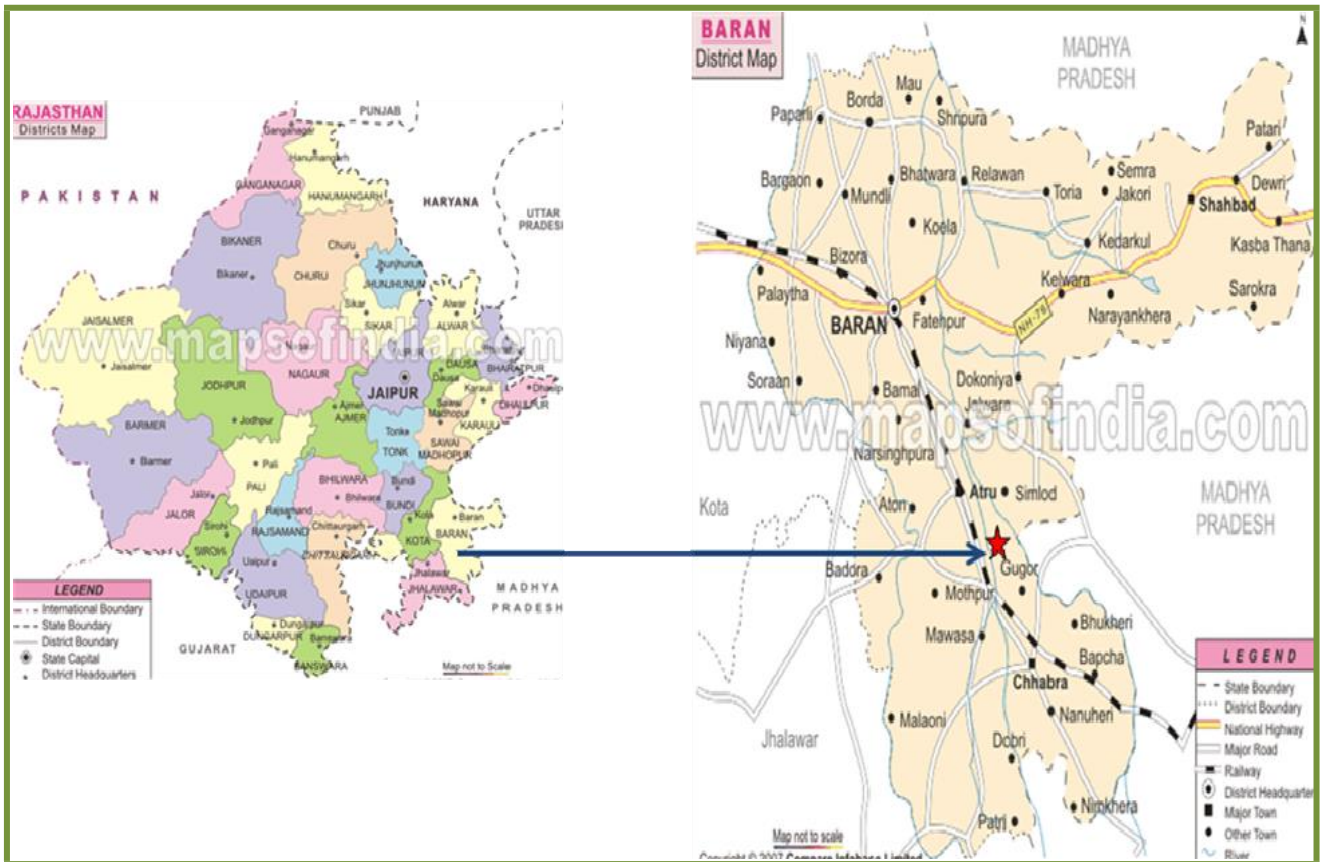 RAJASTHAN
Districts Map
PUNJAB
Ganganagar
Hanumangarh
PAKISTAN
GANGANAGAR
HANUMANGARH
HARYANA
UTTAR
PRADESH
BIKANER
Churu
Bikaner
CHURU
Jhunjhunun
JHUNJHUNUN
Sikar
Alwar
JAISALMER
SIKAR
ALWAR
www.mapsofindia.com
Nagaur
JAIPUR
Jaisalmer
NAGAUR
DAUSA
BHARATPUR
JODHPUR
JAIPUR
Dausa
Karauli
DHAULPUR
Ajmer
AJMER
Sawai
Madhopur
KARAULI
BARMER
Jodhpur
Tonk
SAWAI
MADHOPUR
Barmer
Pali
TONK
PALI
BHILWARA
Bundi
Jalor
Bhilwara
BUNDI
JALOR
Rajsamand
Kota
Baran
Sirohi
RAJSAMAND
Chittaurgarh
KOTA
BARAN
SIROHI
CHITTAURGARH
Udaipur
Jhalawar
UDAIPUR
JHALAWAR
MADHYA
PRADESH
Dungarpur
DUNGARPUR
GUJARAT
Banswara
BANSWARA
Map not to Scale
LEGEND
International Boundary
State Boundary
District Boundary
State Capital
District Headquarters
BARAN
District Map
N
MADHYA
PRADESH
Mau
Paparli
Borda
Shripura
Patari
Bargaon
Bhatwara
Relawan
Semra
Dewri
Mundli
Toria
Jakori
Shahbad
Koela
Kedarkul
Kasba Thana
Bizora
Kelwara
Palaytha
Sarokra
BARAN
Fatehpur
NH-76
Narayankhera
Niyana
Soraan
Bamal
Dokoniya
Jalwara
www.mapsofindia.com
Narsinghpura
Kota
Aton
Atru
Simlod
MADHYA
PRADESH
Badora
Gugor
Mothpur
Bhukheri
Mawasa
Bapcha
Chhabra
Malaoni
Nanuheri
Jhalawar
Dobri
Patri
Nimkhera
Map not to scale
Copyright © 2007 Compare Infobase Limited
LEGEND
State Boundary
District Boundary
National Highway
Major Road
Railway
District Headquarter
Major Town
Other Town
River